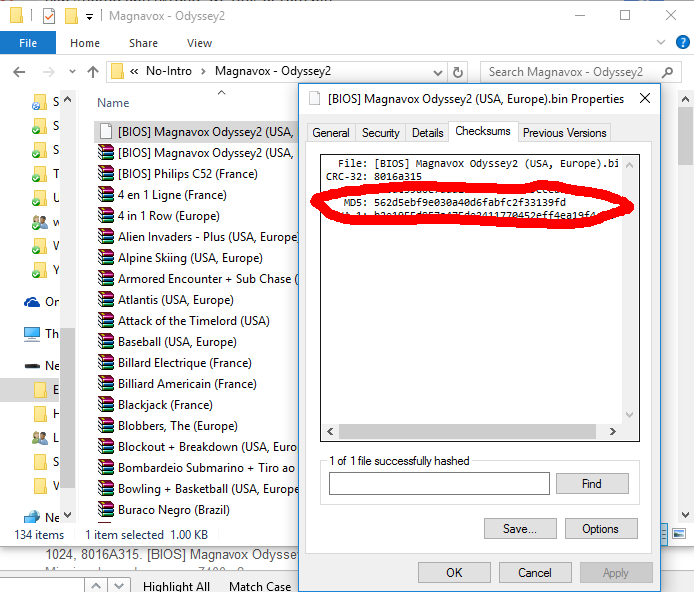 Magnavox - Odyssey2
File Home Share View
« No-Intro > Magnavox - Odyssey2
Search Magnavox - Odyssey2
Name
[BIOS] Magnavox Odyssey2 (USA,
[BIOS] Magnavox Odyssey2 (USA,
[BIOS] Philips C52 (France)
4 en 1 Ligne (France)
4 in 1 Row (Europe)
Alien Invaders - Plus (USA, Europe)
Alpine Skiing (USA, Europe)
Armored Encounter + Sub Chase (
Atlantis (USA, Europe)
Attack of the Timelord (USA)
Baseball (USA, Europe)
Billard Electrique (France)
Billiard Americain (France)
Blackjack (France)
Blobbers, The (Europe)
Blockout + Breakdown (USA, Euro
Bombardeio Submarino + Tiro ao
Bowling + Basketball (USA, Europe
Buraco Negro (Brazil)
134 items 1 item selected 1.00 KB
1024, 8016A315. [BIOS] Magnavox Odysse
Highlight All Match Case
[BIOS] Magnavox Odyssey2 (USA, Europe).bin Properties
General Security Details Checksums Previous Versions
File: [BIOS] Magnavox Odyssey2 (USA, Europe).bi
CRC-32: 8016a315
MD5: 562d5ebf9e030a40d6fabfc2f33139fd
1 of 1 file successfully hashed
Find
Save... Options
OK Cancel Apply